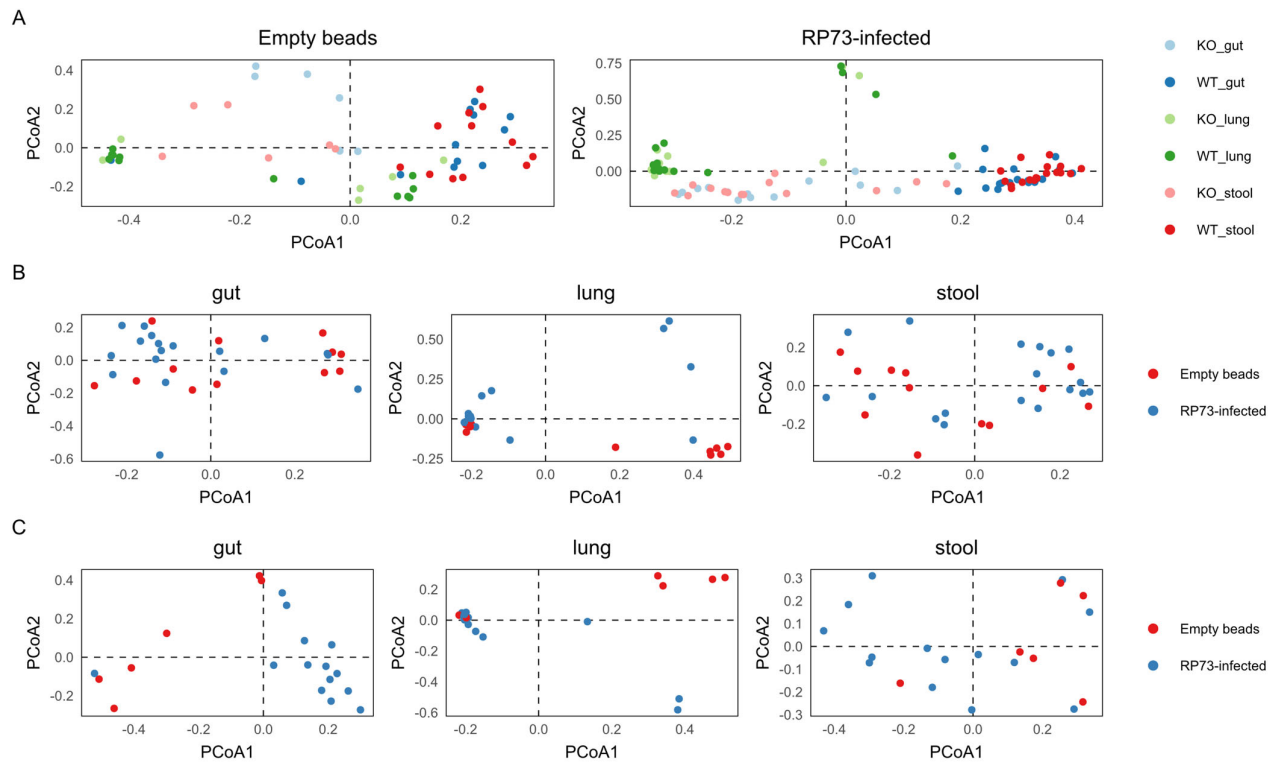 A
Empty beads
RP73-infected
PCoA2
0.4
0.2
0.0
-0.2
-0.4
-0.2
0.0
0.2
PCoA1
PCoA2
0.75
0.50
0.25
0.00
-0.2
0.0
0.2
0.4
PCoA1
KO_gut
WT_gut
KO_lung
WT_lung
KO_stool
WT_stool
B
gut
lung
stool
PCoA2
0.2
0.0
-0.2
-0.4
-0.6
-0.2
0.0
0.2
PCoA1
PCoA2
0.50
0.25
0.00
-0.25
-0.2
0.0
0.2
0.4
PCoA1
PCoA2
0.2
0.0
-0.2
-0.2
0.0
0.2
PCoA1
Empty beads
RP73-infected
C
gut
lung
stool
PCoA2
0.4
0.2
0.0
-0.2
-0.4
-0.2
0.0
0.2
PCoA1
PCoA2
0.2
0.0
-0.2
-0.4
-0.6
-0.2
0.0
0.2
0.4
PCoA1
PCoA2
0.3
0.2
0.1
0.0
-0.1
-0.2
-0.3
-0.4
-0.2
0.0
0.2
PCoA1
Empty beads
RP73-infected